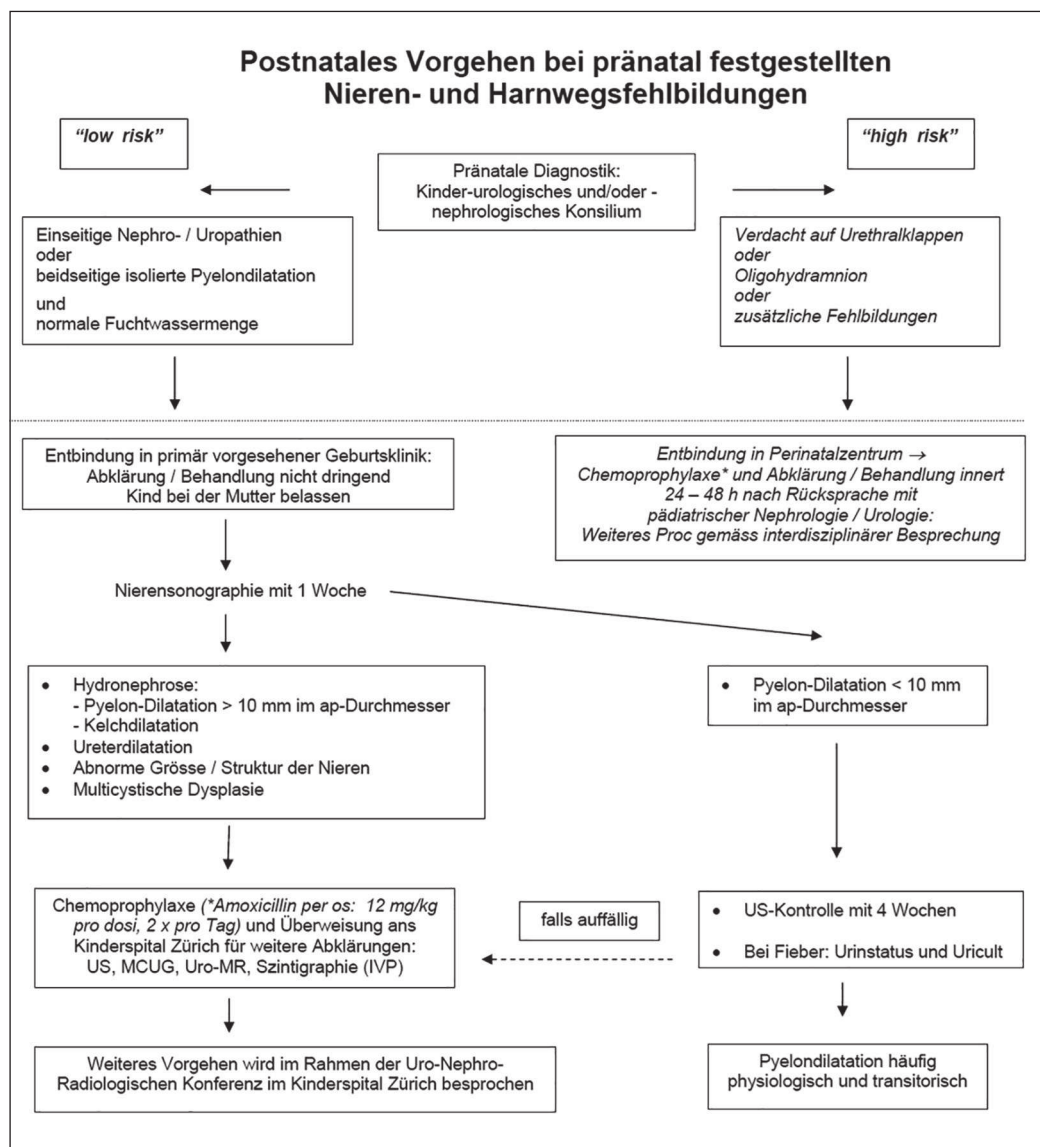 Postnatales Vorgehen bei pränatal festgestellten
Nieren- und Harnwegsfehlbildungen
“low risk”
“high risk”
Pränatale Diagnostik:
Kinder-urologisches und/oder -
nephrologisches Konsilium
Einseitige Nephro- / Uropathien
oder
beidseitige isolierte Pyelondilatation
und
normale Fuchtwassermenge
Verdacht auf Urethralklappen
oder
Oligohydramnion
oder
zusätzliche Fehlbildungen
Entbindung in primär vorgesehener Geburtsklinik:
Abklärung / Behandlung nicht dringend
Kind bei der Mutter belassen
Entbindung in Perinatalzentrum →
Chemoprophylaxe* und Abklärung / Behandlung innert
24 – 48 h nach Rücksprache mit
pädiatrischer Nephrologie / Urologie:
Weiteres Proc gemäss interdisziplinärer Besprechung
Nierensonographie mit 1 Woche
• Hydronephrose:
- Pyelon-Dilatation > 10 mm im ap-Durchmesser
- Kelchdilatation
• Ureterdilatation
• Abnorme Grösse / Struktur der Nieren
• Multicystische Dysplasie
• Pyelon-Dilatation < 10 mm
im ap-Durchmesser
Chemoprophylaxe (*Amoxicillin per os: 12 mg/kg
pro dosi, 2 x pro Tag) und Überweisung ans
Kinderspital Zürich für weitere Abklärungen:
US, MCUG, Uro-MR, Szintigraphie (IVP)
falls auffällig
• US-Kontrolle mit 4 Wochen
• Bei Fieber: Urinstatus und Uricult
Weiteres Vorgehen wird im Rahmen der Uro-Nephro-
Radiologischen Konferenz im Kinderspital Zürich besprochen
Pyelondilatation häufig
physiologisch und transitorisch